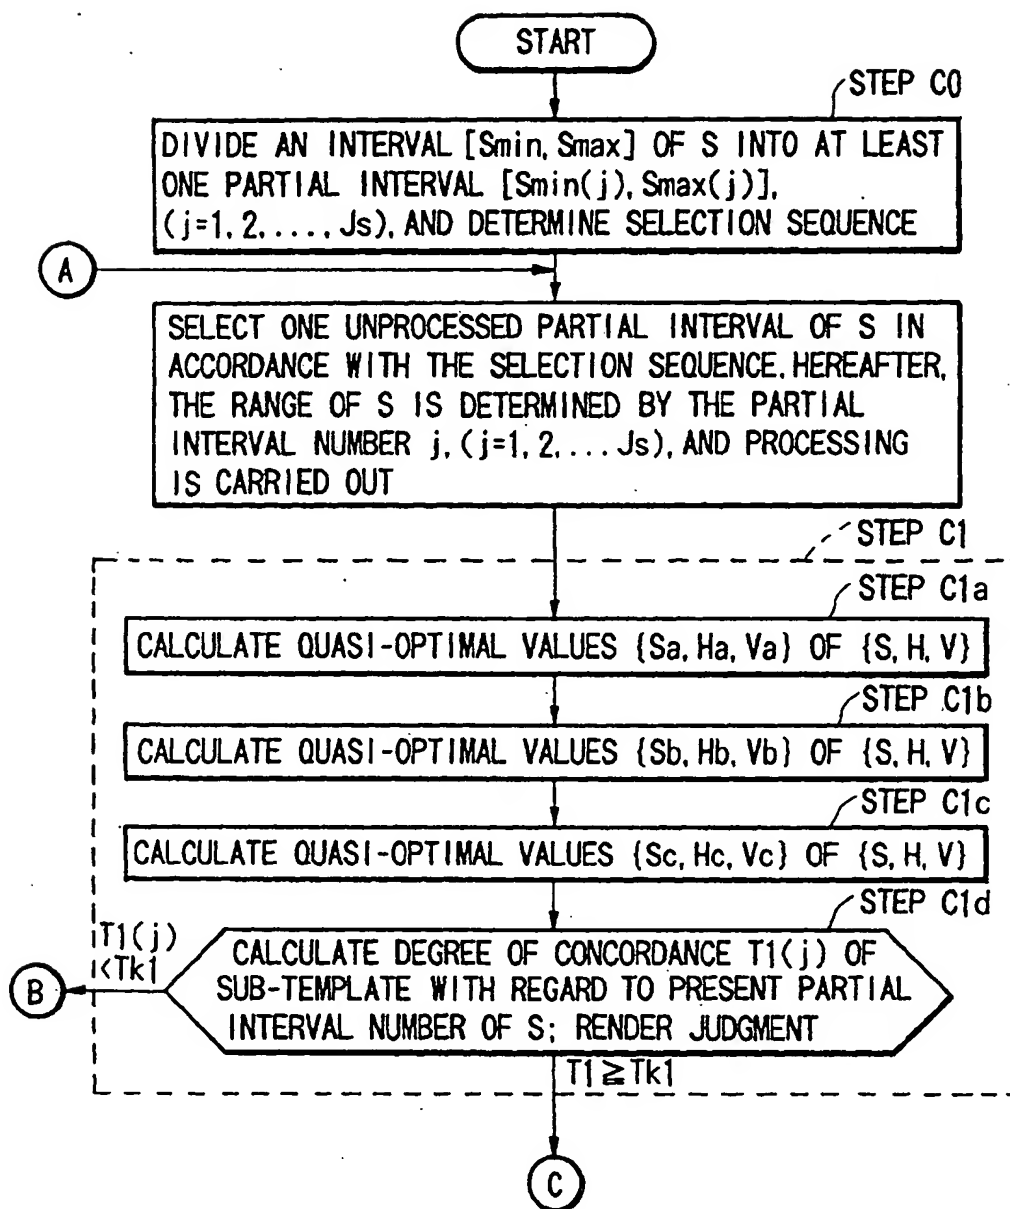 START
STEP C0
DIVIDE AN INTERVAL [Smin, Smax] OF S INTO AT LEAST
ONE PARTIAL INTERVAL [Smin(j), Smax(j)],
(j=1, 2, ..., Js), AND DETERMINE SELECTION SEQUENCE
A
SELECT ONE UNPROCESSED PARTIAL INTERVAL OF S IN
ACCORDANCE WITH THE SELECTION SEQUENCE. HEREAFTER,
THE RANGE OF S IS DETERMINED BY THE PARTIAL
INTERVAL NUMBER j, (j=1, 2, ... Js), AND PROCESSING
IS CARRIED OUT
STEP C1
STEP C1a
CALCULATE QUASI-OPTIMAL VALUES {Sa, Ha, Va} OF {S, H, V}
STEP C1b
CALCULATE QUASI-OPTIMAL VALUES {Sb, Hb, Vb} OF {S, H, V}
STEP C1c
CALCULATE QUASI-OPTIMAL VALUES {Sc, Hc, Vc} OF {S, H, V}
STEP C1d
T1(j)
<Tk1
B
CALCULATE DEGREE OF CONCORDANCE T1(j) OF
SUB-TEMPLATE WITH REGARD TO PRESENT PARTIAL
INTERVAL NUMBER OF S; RENDER JUDGMENT
T1≧Tk1
C